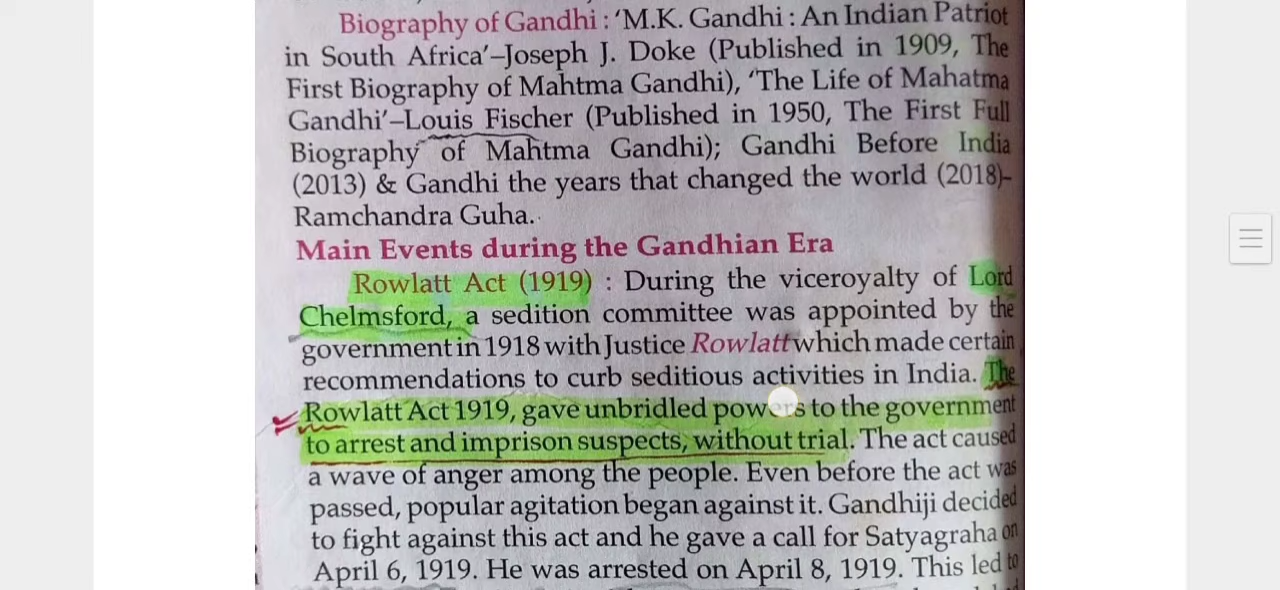 Biography of Gandhi : 'M.K. Gandhi : An Indian Patriot
in South Africa'–Joseph J. Doke (Published in 1909, The
First Biography of Mahtma Gandhi), 'The Life of Mahatma
Gandhi'–Louis Fischer (Published in 1950, The First Full
Biography of Mahtma Gandhi); Gandhi Before India
(2013) & Gandhi the years that changed the world (2018)-
Ramchandra Guha.
Main Events during the Gandhian Era
Rowlatt Act (1919) : During the viceroyalty of Lord
Chelmsford, a sedition committee was appointed by the
government in 1918 with Justice Rowlatt which made certain
recommendations to curb seditious activities in India. The
Rowlatt Act 1919, gave unbridled powers to the government
to arrest and imprison suspects, without trial. The act caused
a wave of anger among the people. Even before the act was
passed, popular agitation began against it. Gandhiji decided
to fight against this act and he gave a call for Satyagraha on
April 6, 1919. He was arrested on April 8, 1919. This led to